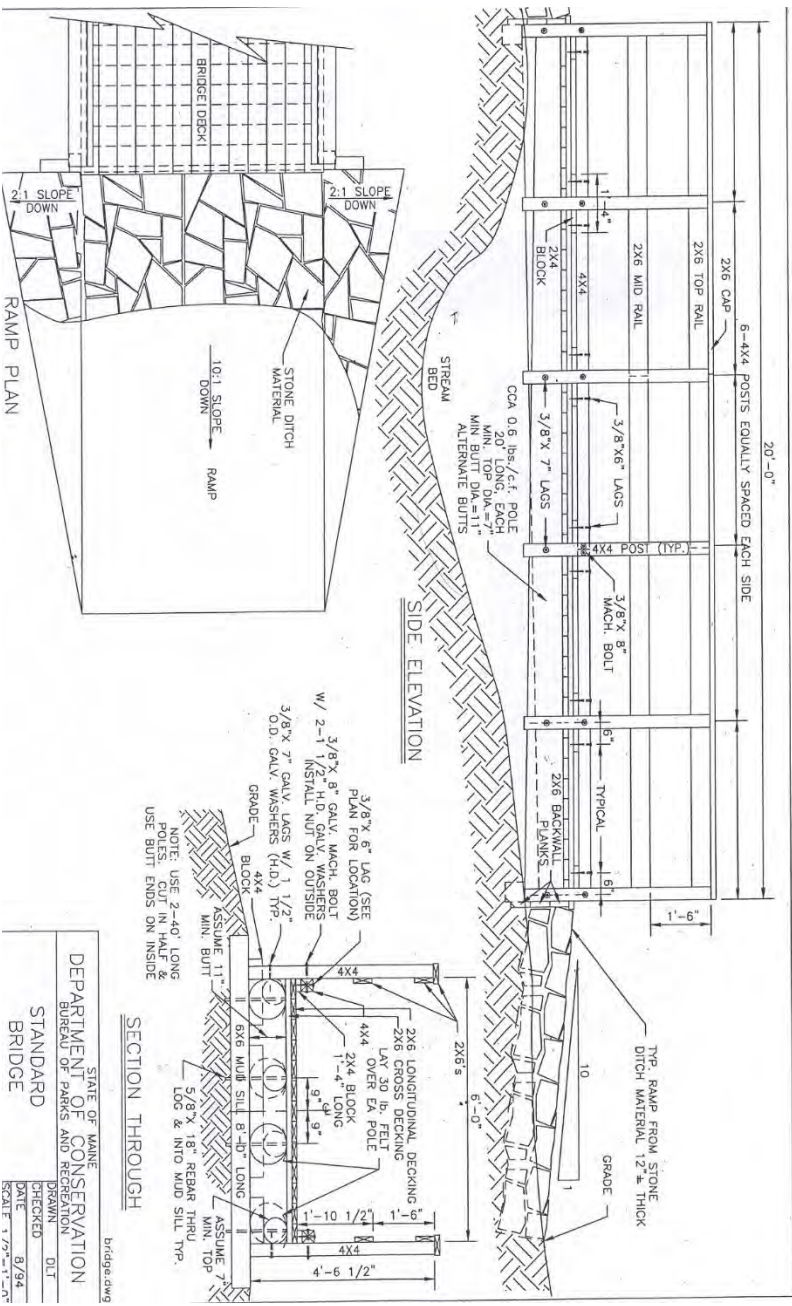 20'-0"
6-4X4 POSTS EQUALLY SPACED EACH SIDE
2X6 CAP
2X6 TOP RAIL
2X6 MID RAIL
1'-4"
4X4
2X4
BLOCK
3/8"X6" LAGS
3/8"X 7" LAGS
4X4 POST (TYP.)
3/8"X 8"
MACH. BOLT
6"
TYPICAL
6"
2X6 BACKWALL
PLANKS
1'-6"
STREAM
BED
CCA 0.6 lbs./c.f. POLE
20' LONG, EACH
MIN. TOP DIA.=7"
MIN BUTT DIA.=11"
ALTERNATE BUTTS
SIDE ELEVATION
TYP. RAMP FROM STONE
DITCH MATERIAL 12"± THICK
10
1
GRADE
BRIDGE DECK
2:1 SLOPE
DOWN
2:1 SLOPE
DOWN
STONE DITCH
MATERIAL
10:1 SLOPE
DOWN
RAMP
RAMP PLAN
3/8"X 6" LAG (SEE
PLAN FOR LOCATION)
3/8"X 8" GALV. MACH. BOLT
W/ 2-1 1/2" H.D. GALV. WASHERS
INSTALL NUT ON OUTSIDE
3/8"X 7" GALV. LAGS W/ 1 1/2"
O.D. GALV. WASHERS (H.D.) TYP.
4X4
BLOCK
GRADE
ASSUME 11"
MIN. BUTT
NOTE: USE 2-40' LONG
POLES. CUT IN HALF &
USE BUTT ENDS ON INSIDE
6'-0"
2X6's
4X4
2X6 LONGITUDINAL DECKING
2X6 CROSS DECKING
LAY 30 lb. FELT
OVER EA POLE
4X4
2X4 BLOCK
1'-4" LONG
9"
9"
1'-10 1/2"
1'-6"
4X4
4'-6 1/2"
6X6 MUD SILL 8'-0" LONG
ASSUME 7"
MIN. TOP
5/8"X 18" REBAR THRU
LOG & INTO MUD SILL TYP.
SECTION THROUGH
bridge.dwg
STATE OF MAINE
DEPARTMENT OF CONSERVATION
BUREAU OF PARKS AND RECREATION
STANDARD
BRIDGE
DRAWN DLT
CHECKED
DATE 8/94
SCALE 1/2"=1'-0"